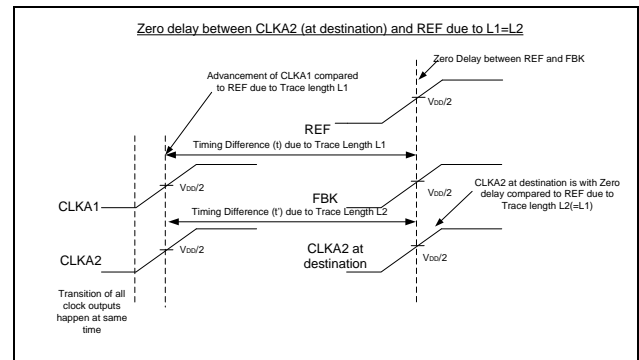 Zero delay between CLKA2 (at destination) and REF due to L1=L2
Zero Delay between REF and FBK
Advancement of CLKA1 compared
to REF due to Trace length L1
VDD/2
REF
Timing Difference (t) due to Trace Length L1
CLKA2 at destination is with Zero
delay compared to REF due to
Trace length L2(=L1)
VDD/2
FBK
VDD/2
CLKA1
Timing Difference (t') due to Trace Length L2
CLKA2
VDD/2
CLKA2 at
destination
VDD/2
Transition of all
clock outputs
happen at same
time